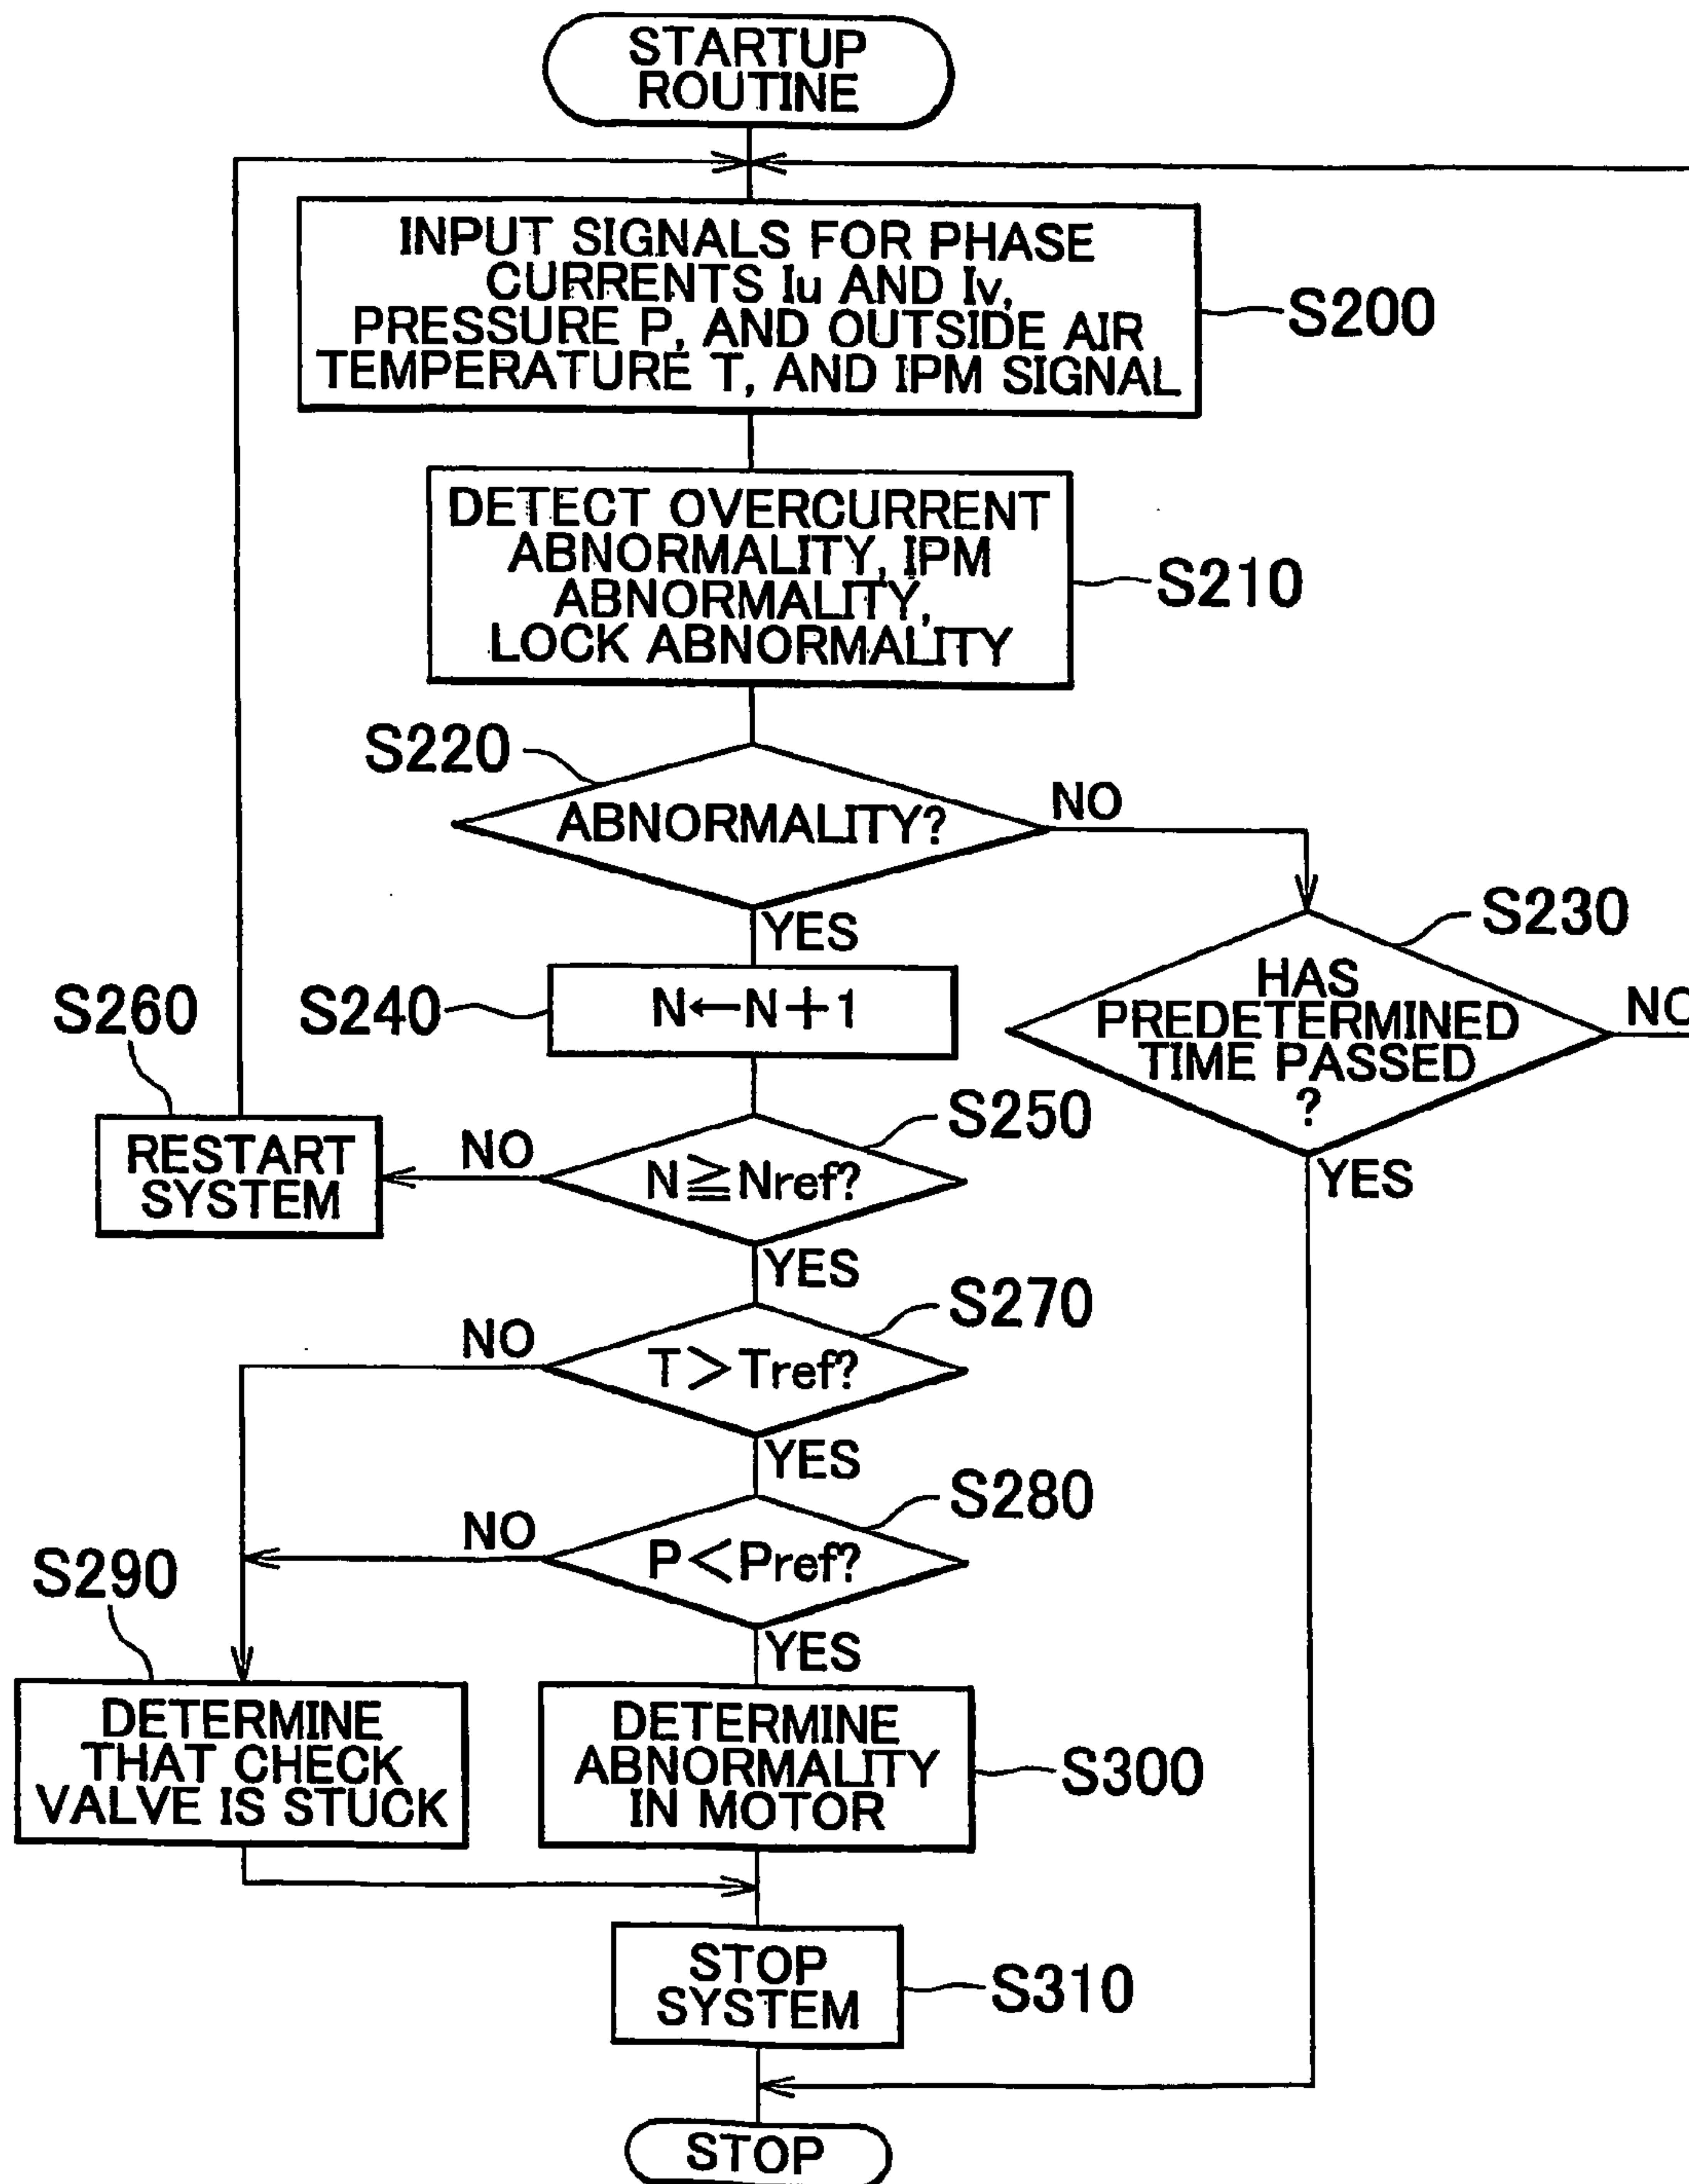 STARTUP
ROUTINE
INPUT SIGNALS FOR PHASE
CURRENTS Iu AND Iv,
PRESSURE P, AND OUTSIDE AIR
TEMPERATURE T, AND IPM SIGNAL
S200
DETECT OVERCURRENT
ABNORMALITY, IPM
ABNORMALITY,
LOCK ABNORMALITY
S210
S220
ABNORMALITY?
NO
YES
S230
HAS
PREDETERMINED
TIME PASSED
?
NO
YES
S240
N←N+1
S260
RESTART
SYSTEM
S250
N≧Nref?
NO
YES
S270
T>Tref?
NO
YES
S280
P<Pref?
NO
YES
S290
DETERMINE
THAT CHECK
VALVE IS STUCK
DETERMINE
ABNORMALITY
IN MOTOR
S300
STOP
SYSTEM
S310
STOP